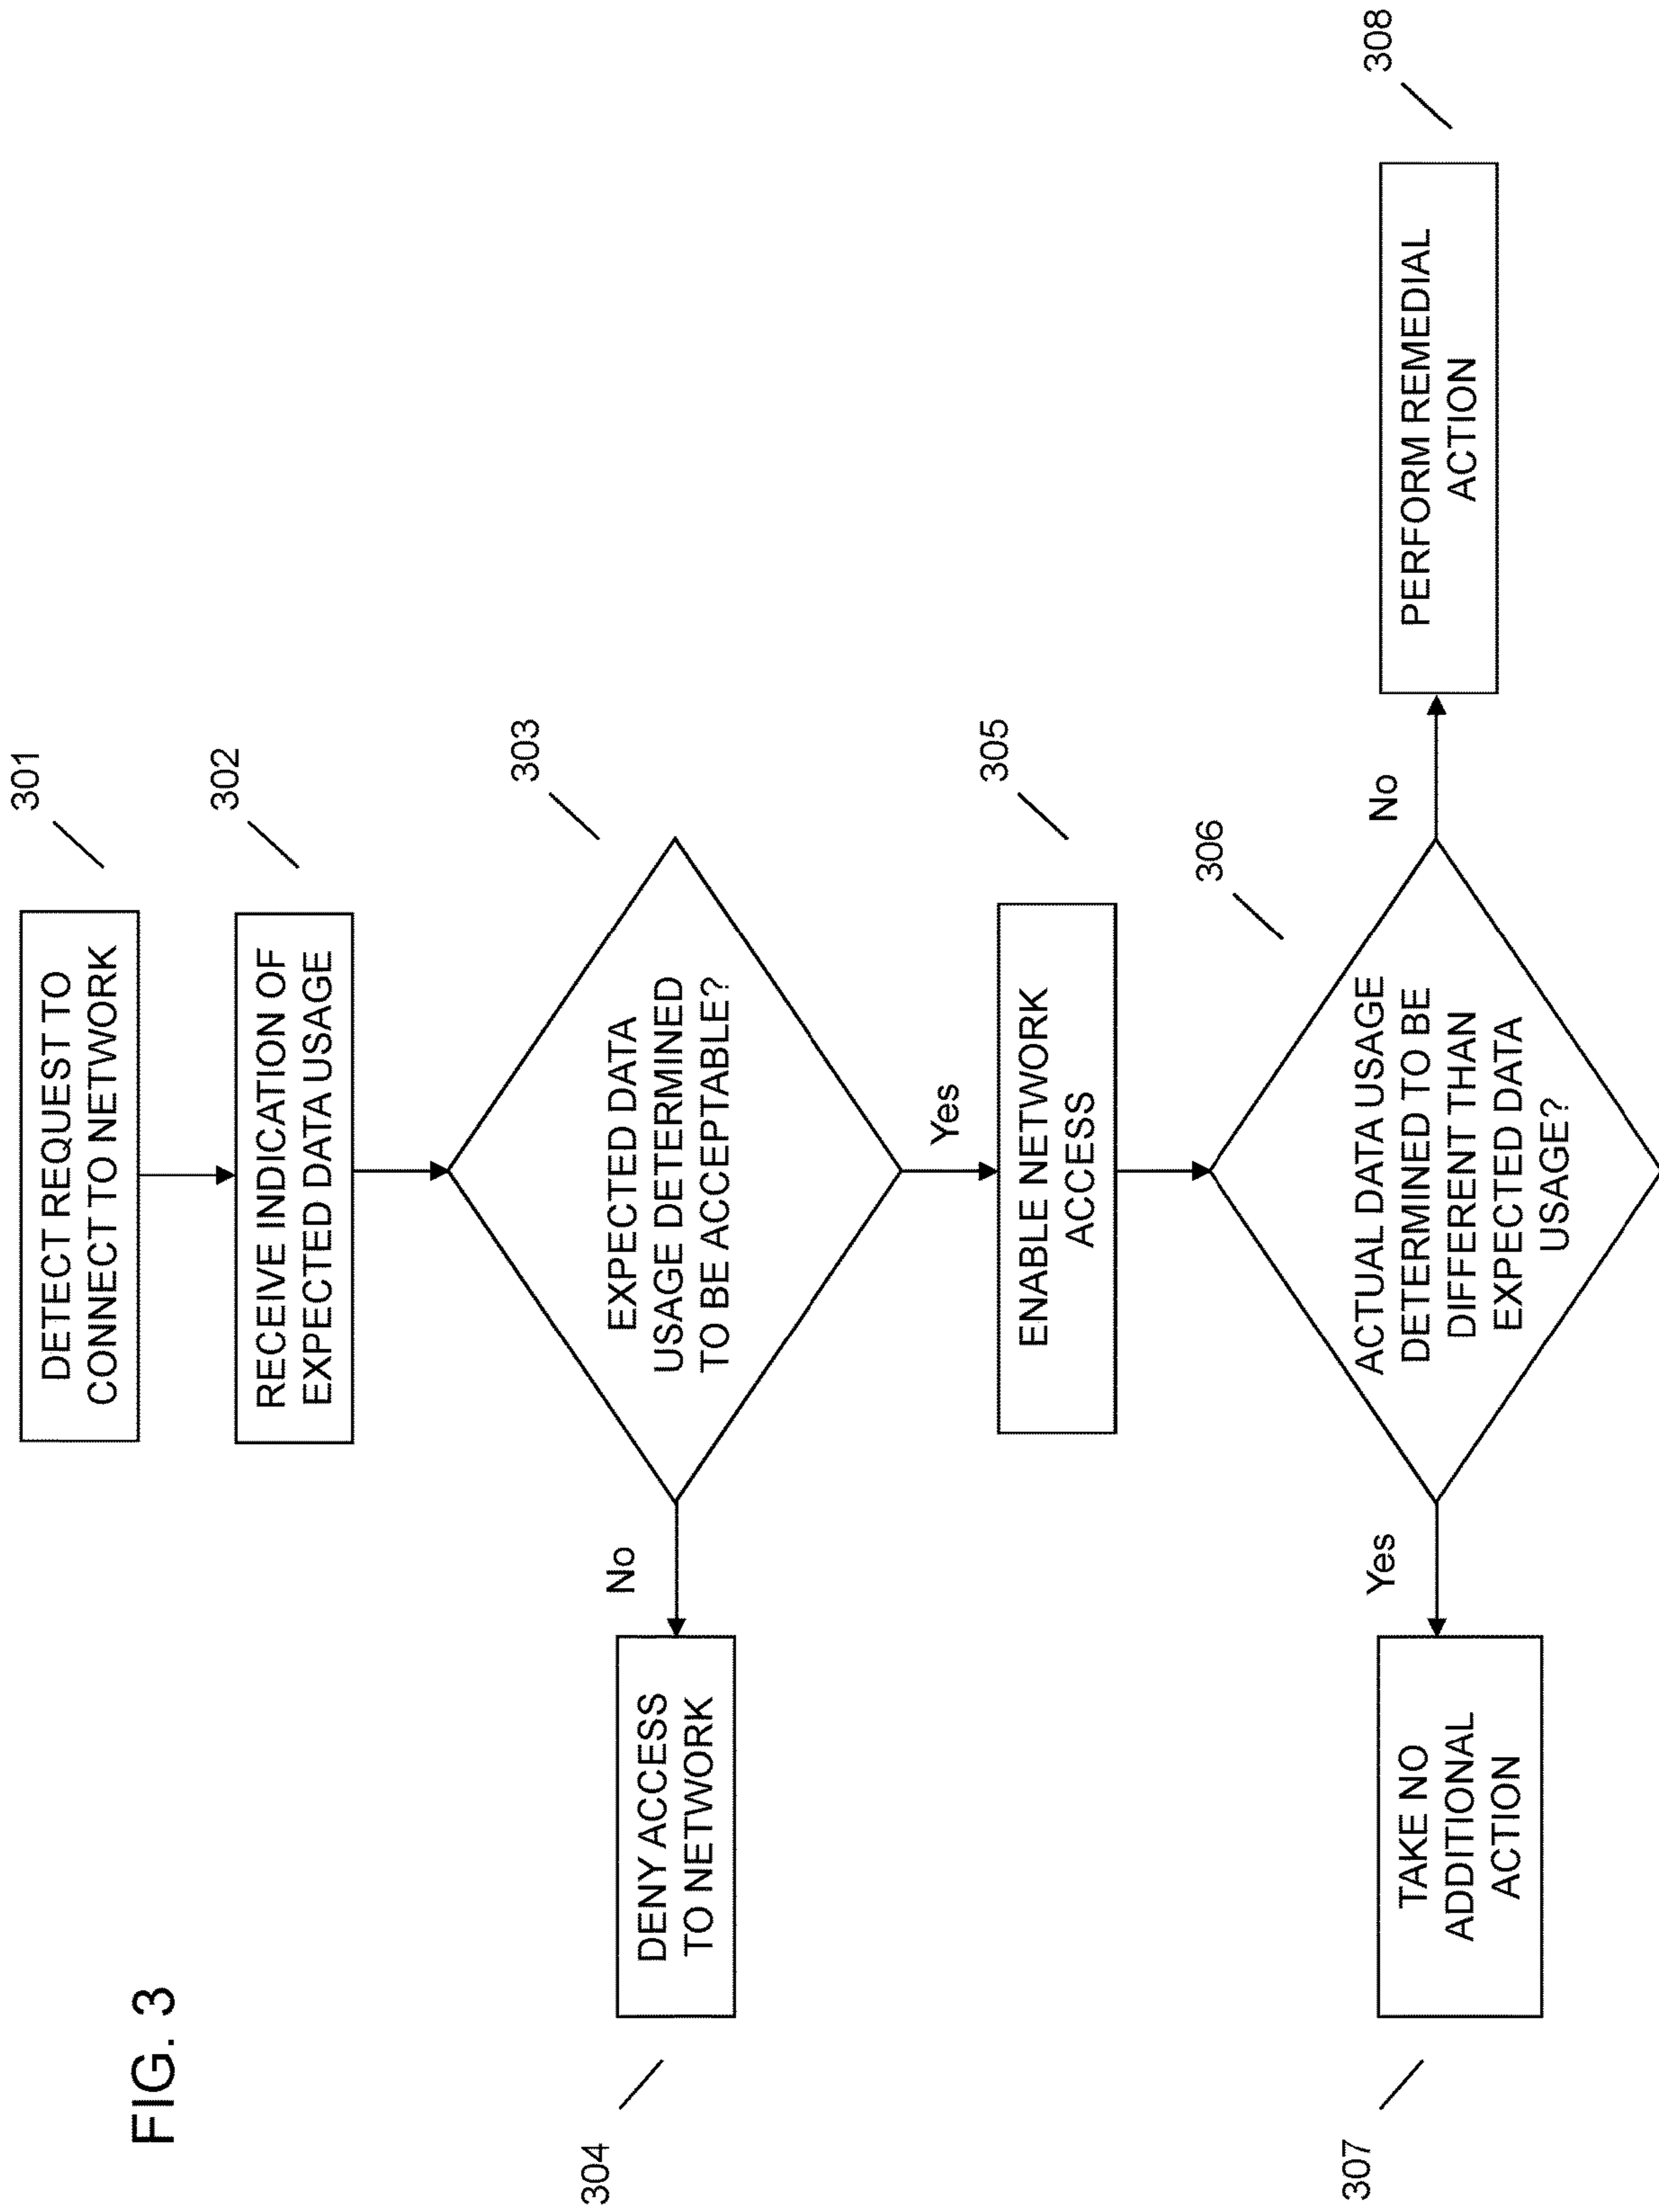 FIG. 3
301
DETECT REQUEST TO
CONNECT TO NETWORK
302
RECEIVE INDICATION OF
EXPECTED DATA USAGE
303
EXPECTED DATA
USAGE DETERMINED
TO BE ACCEPTABLE?
No
304
DENY ACCESS
TO NETWORK
Yes
305
ENABLE NETWORK
ACCESS
306
ACTUAL DATA USAGE
DETERMINED TO BE
DIFFERENT THAN
EXPECTED DATA
USAGE?
Yes
307
TAKE NO
ADDITIONAL
ACTION
No
308
PERFORM REMEDIAL
ACTION